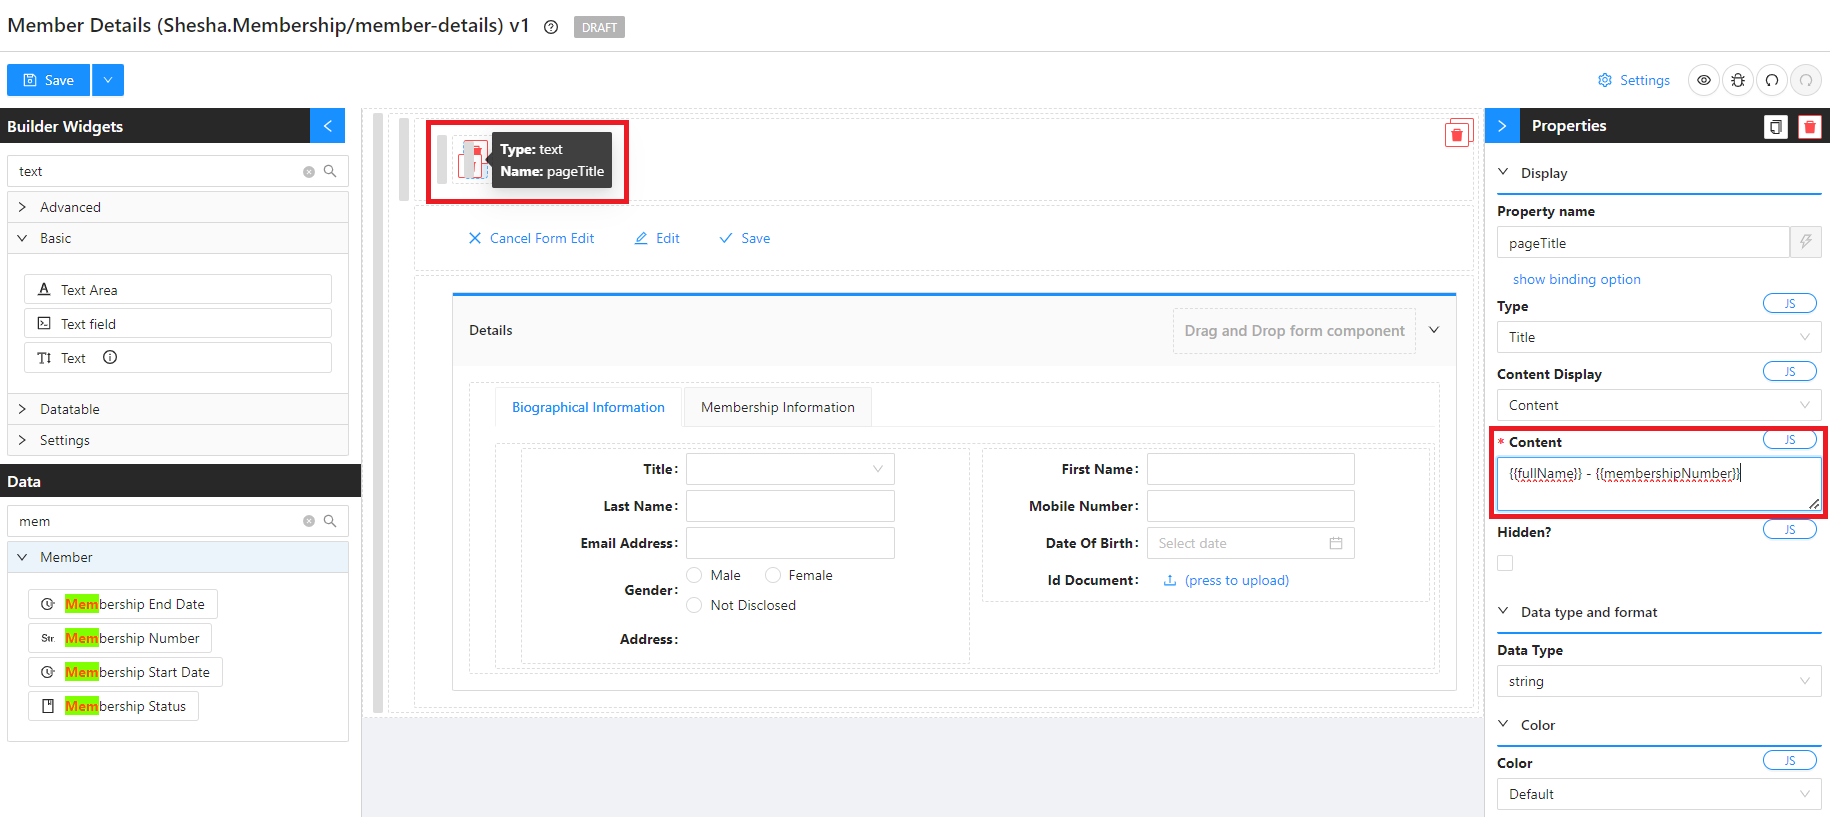 Member Details (Shesha.Membership/member-details) v1 DRAFT
Save
Settings
Builder Widgets
text
Advanced
Basic
Text Area
Text field
Text
Datatable
Settings
Data
mem
Member
Membership End Date
Str. Membership Number
Membership Start Date
Membership Status
Type: text
Name: pageTitle
Cancel Form Edit Edit Save
Details
Drag and Drop form component
Biographical Information Membership Information
Title:
First Name:
Last Name:
Mobile Number:
Email Address:
Date Of Birth: Select date
Gender: Male Female
Not Disclosed
Id Document: (press to upload)
Address:
Properties
Display
Property name
pageTitle
show binding option
Type JS
Title
Content Display JS
Content
* Content JS
{{fullName}} - {{membershipNumber}}
Hidden? JS
Data type and format
Data Type
string
Color
Color JS
Default